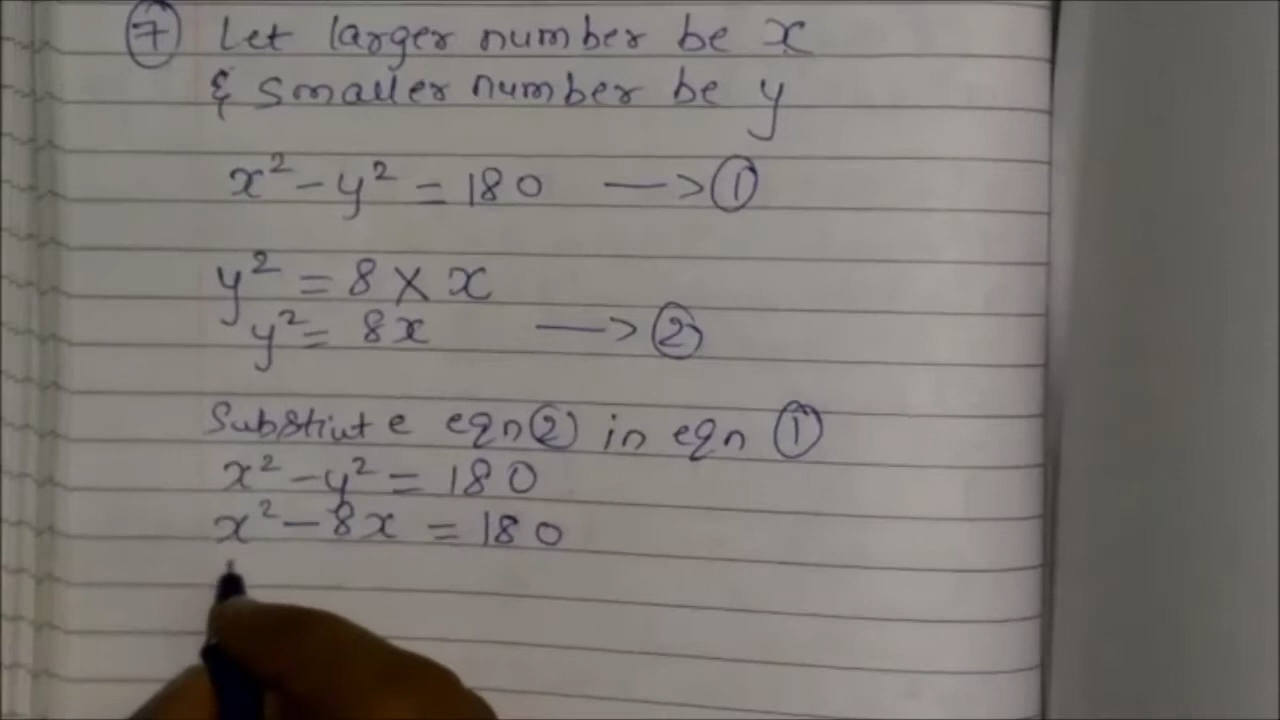 ⑦ Let larger number be x
& smaller number be y
x² - y² = 180 —> ①
y² = 8 × x
y² = 8x —> ②
Substiute eqn ② in eqn ①
x² - y² = 180
x² - 8x = 180